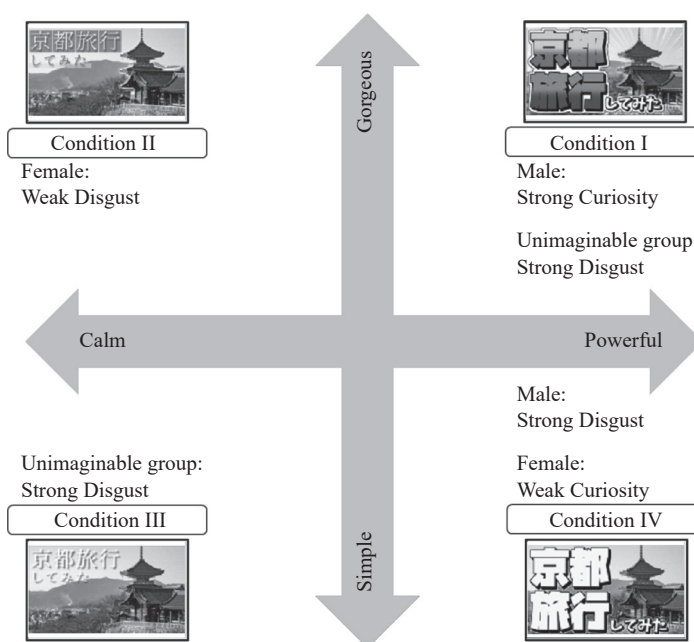 京都旅行
してみた
Condition II
Female:
Weak Disgust
Gorgeous
京都
旅行してみた
Condition I
Male:
Strong Curiosity
Unimaginable group
Strong Disgust
Calm
Powerful
Male:
Strong Disgust
Female:
Weak Curiosity
Condition IV
京都
旅行してみた
Unimaginable group:
Strong Disgust
Condition III
京都旅行
してみた
Simple